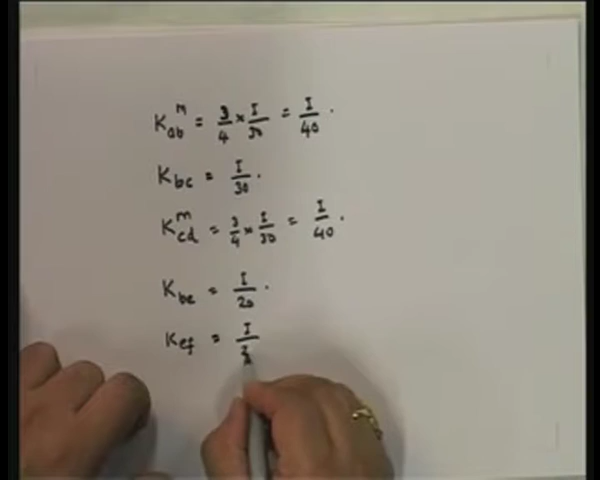 K_ab^m = 3/4 × I/30 = I/40 .
K_bc = I/30 .
K_cd^m = 3/4 × I/30 = I/40 .
K_be = I/20 .
K_ef = I/